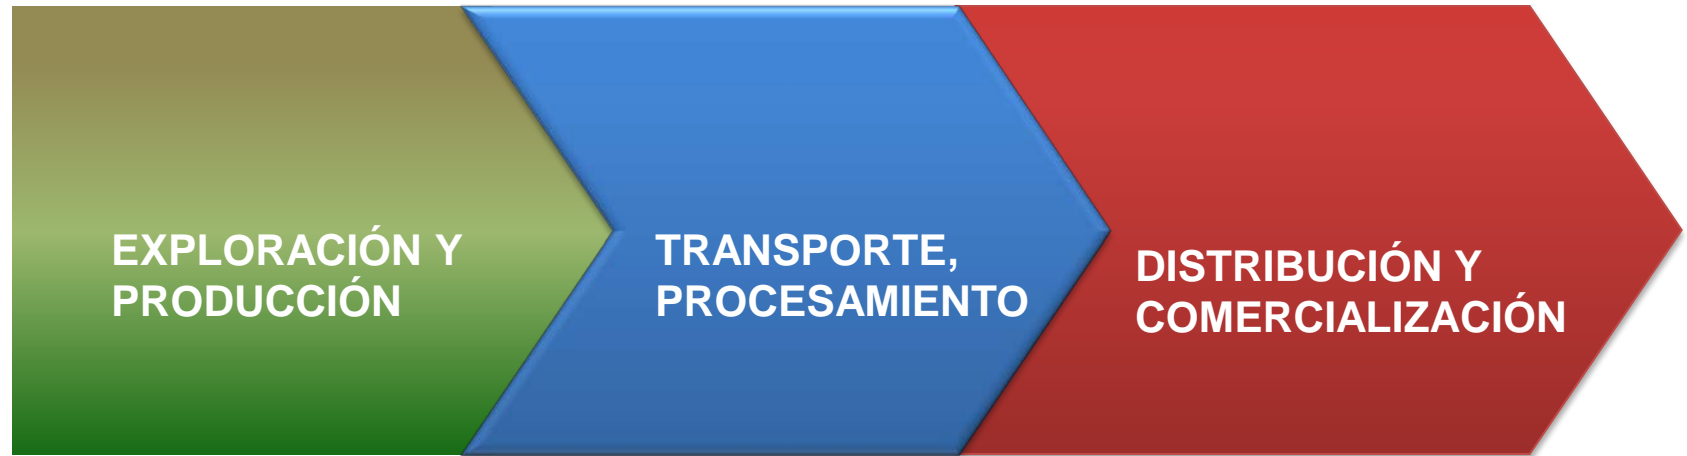 EXPLORACIÓN Y
PRODUCCIÓN
TRANSPORTE,
PROCESAMIENTO
DISTRIBUCIÓN Y
COMERCIALIZACIÓN